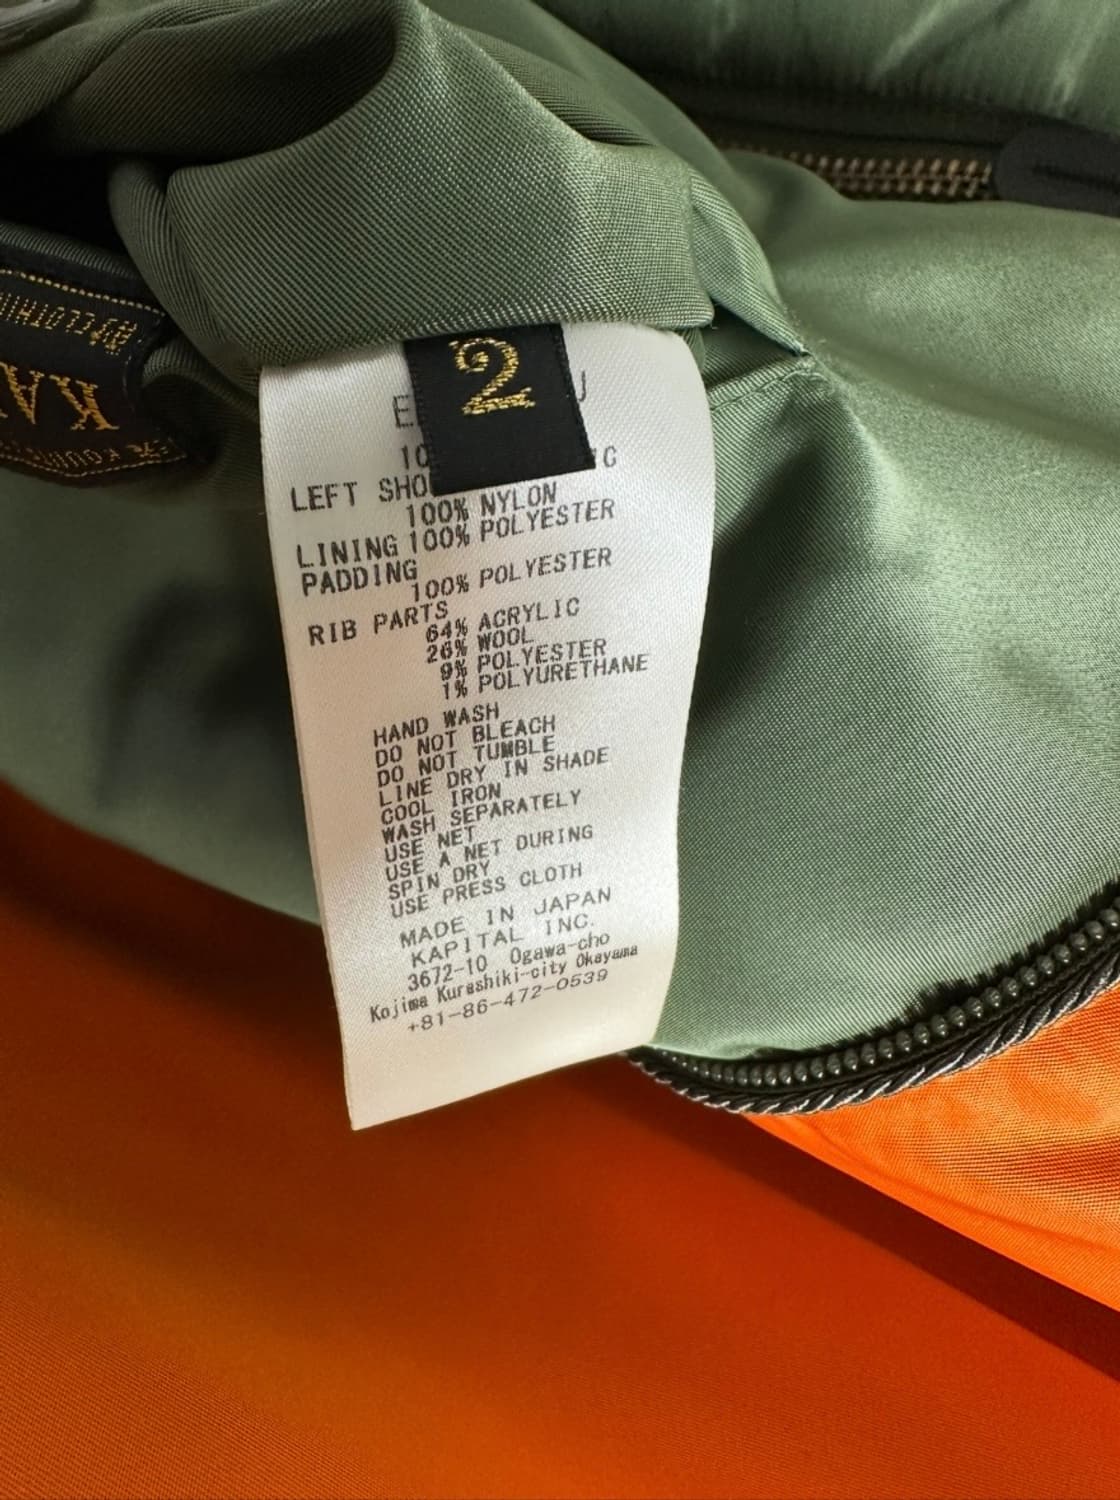 2
LEFT SHO
100% NYLON
LINING 100% POLYESTER
PADDING
100% POLYESTER
RIB PARTS
64% ACRYLIC
26% WOOL
9% POLYESTER
1% POLYURETHANE
HAND WASH
DO NOT BLEACH
DO NOT TUMBLE
LINE DRY IN SHADE
COOL IRON
WASH SEPARATELY
USE NET
USE A NET DURING
SPIN DRY
USE PRESS CLOTH
MADE IN JAPAN
KAPITAL INC.
3672-10 Ogawa-cho
Kojima Kurashiki-city Okayama
+81-86-472-0539